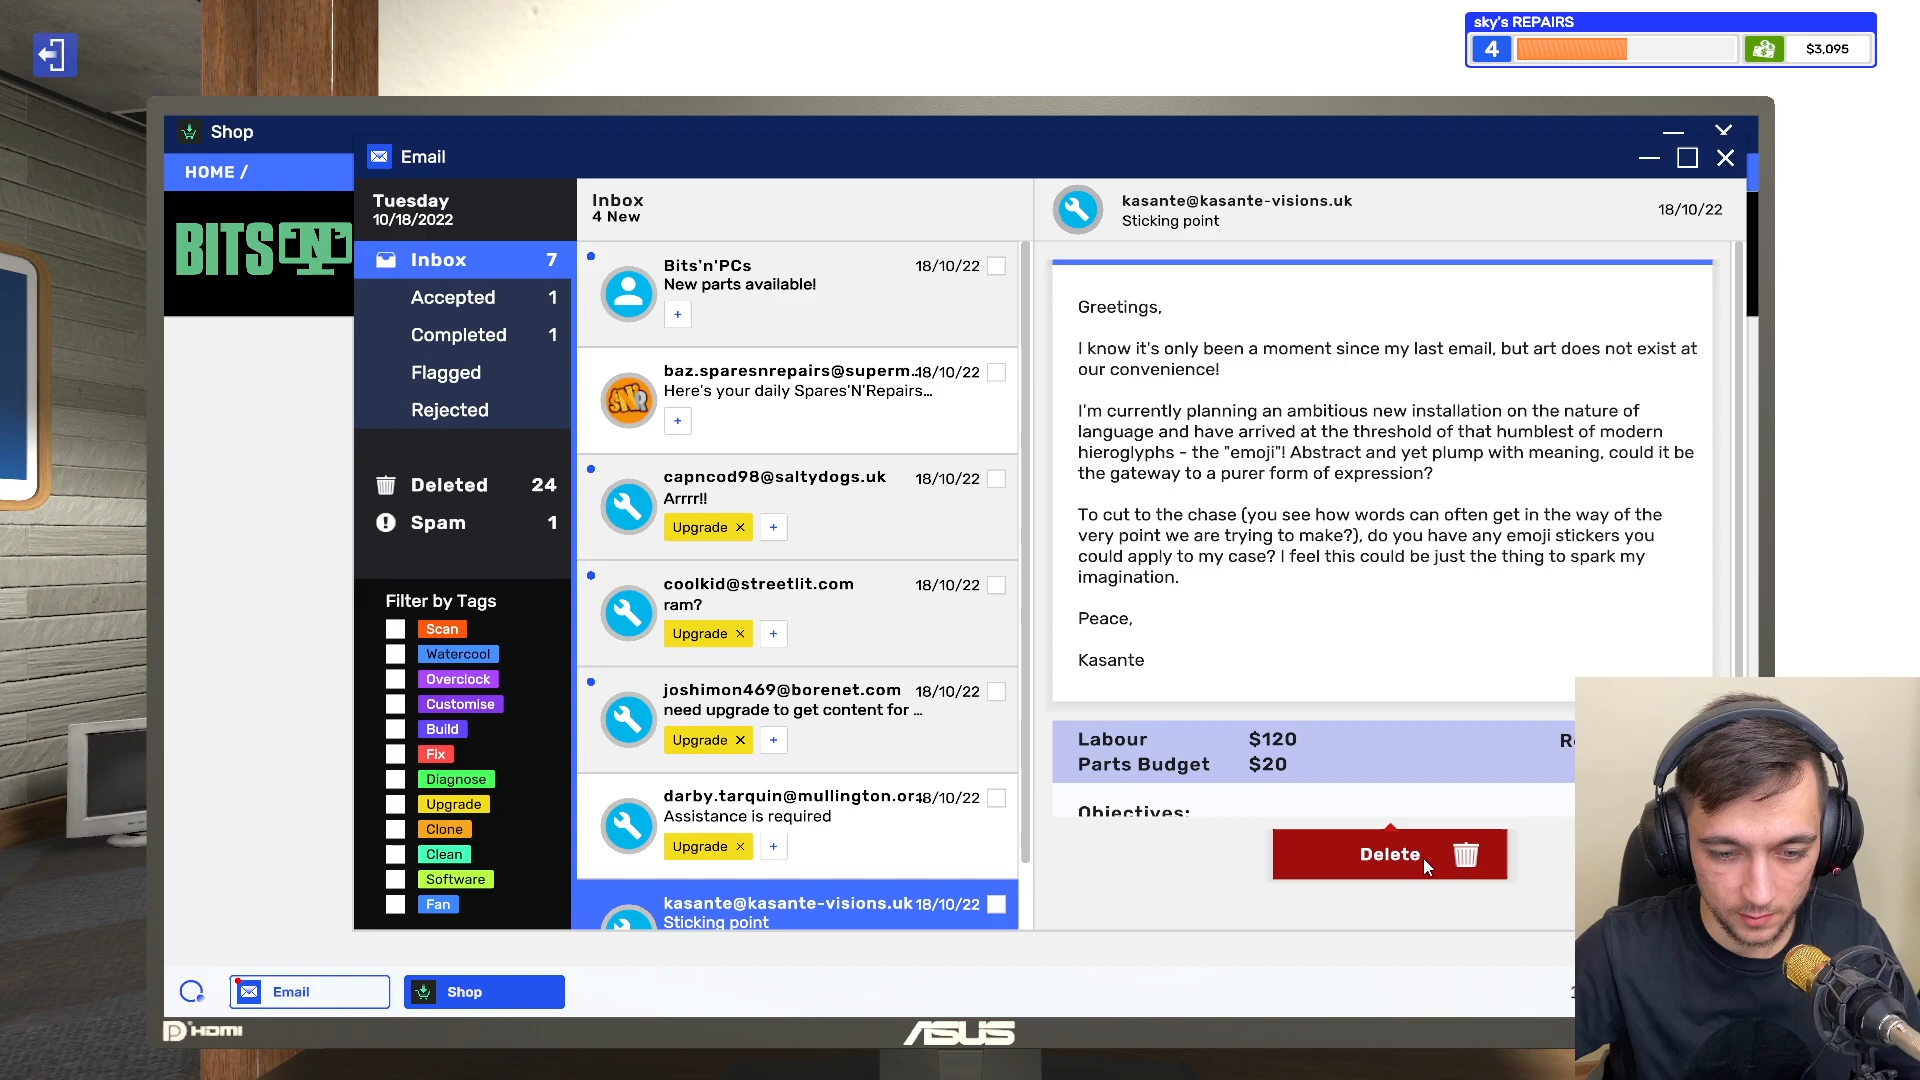 sky's REPAIRS
4
$3,095
Shop
HOME /
BITS
Email
Tuesday
10/18/2022
Inbox 7
Accepted 1
Completed 1
Flagged
Rejected
Deleted 24
Spam 1
Filter by Tags
Scan
Watercool
Overclock
Customise
Build
Fix
Diagnose
Upgrade
Clone
Clean
Software
Fan
Inbox
4 New
Bits'n'PCs 18/10/22
New parts available!
+
baz.sparesnrepairs@superm... 18/10/22
Here's your daily Spares'N'Repairs...
SNR
+
capncod98@saltydogs.uk 18/10/22
Arrrr!!
Upgrade × +
coolkid@streetlit.com 18/10/22
ram?
Upgrade × +
joshimon469@borenet.com 18/10/22
need upgrade to get content for ...
Upgrade × +
darby.tarquin@mullington.or... 18/10/22
Assistance is required
Upgrade × +
kasante@kasante-visions.uk 18/10/22
Sticking point
kasante@kasante-visions.uk
Sticking point
18/10/22
Greetings,
I know it's only been a moment since my last email, but art does not exist at
our convenience!
I'm currently planning an ambitious new installation on the nature of
language and have arrived at the threshold of that humblest of modern
hieroglyphs - the "emoji"! Abstract and yet plump with meaning, could it be
the gateway to a purer form of expression?
To cut to the chase (you see how words can often get in the way of the
very point we are trying to make?), do you have any emoji stickers you
could apply to my case? I feel this could be just the thing to spark my
imagination.
Peace,
Kasante
Labour $120
Parts Budget $20
Objectives:
Delete
Email
Shop
HDMI
ASUS